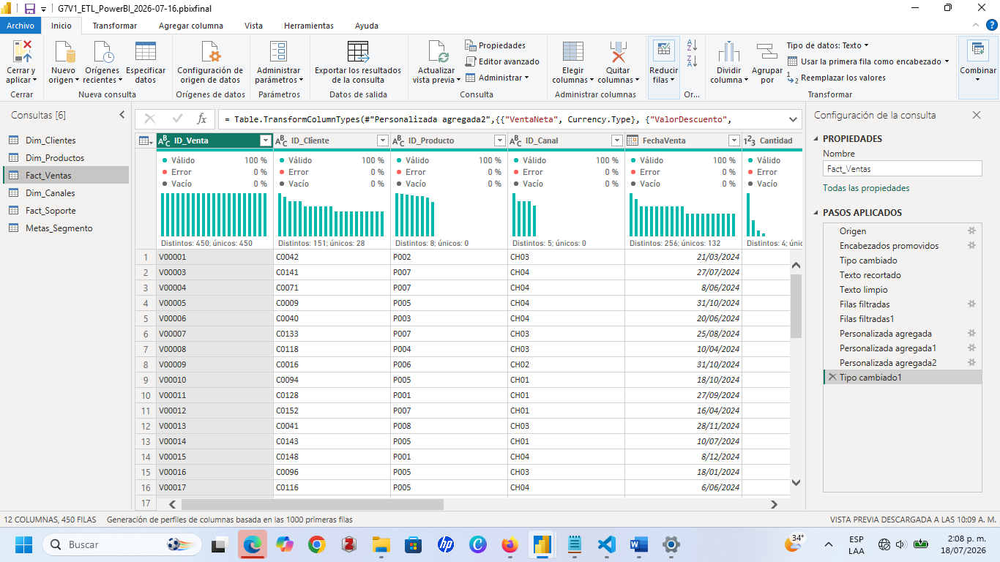 G7V1_ETL_PowerBI_2026-07-16.pbixfinal
Archivo Inicio Transformar Agregar columna Vista Herramientas Ayuda
Cerrar y aplicar
Cerrar
Nuevo origen
Orígenes recientes
Especificar datos
Nueva consulta
Configuración de origen de datos
Orígenes de datos
Administrar parámetros
Parámetros
Exportar los resultados de la consulta
Datos de salida
Actualizar vista previa
Propiedades
Editor avanzado
Administrar
Consulta
Elegir columnas
Quitar columnas
Administrar columnas
Reducir filas
Or...
Dividir columna
Agrupar por
Tipo de datos: Texto
Usar la primera fila como encabezado
Reemplazar los valores
Transformar
Combinar
Consultas [6]
Dim_Clientes
Dim_Productos
Fact_Ventas
Dim_Canales
Fact_Soporte
Metas_Segmento
= Table.TransformColumnTypes(#"Personalizada agregada2",{{"VentaNeta", Currency.Type}, {"ValorDescuento",
ID_Venta ID_Cliente ID_Producto ID_Canal FechaVenta Cantidad
Válido 100 % Válido 100 % Válido 100 % Válido 100 % Válido 100 % Válido
Error 0 % Error 0 % Error 0 % Error 0 % Error 0 % Error
Vacío 0 % Vacío 0 % Vacío 0 % Vacío 0 % Vacío 0 % Vacío
Distintos: 450; únicos: 450 Distintos: 151; únicos: 28 Distintos: 8; únicos: 0 Distintos: 5; únicos: 0 Distintos: 256; únicos: 132 Distintos: 4; únic
1 V00001 C0042 P002 CH03 21/03/2024
2 V00003 C0141 P007 CH04 27/07/2024
3 V00004 C0071 P007 CH04 8/06/2024
4 V00005 C0009 P005 CH04 31/10/2024
5 V00006 C0040 P003 CH04 20/06/2024
6 V00007 C0133 P007 CH03 25/08/2024
7 V00008 C0118 P004 CH03 10/04/2024
8 V00009 C0016 P006 CH02 31/10/2024
9 V00010 C0094 P005 CH01 18/10/2024
10 V00011 C0128 P001 CH01 27/09/2024
11 V00012 C0152 P007 CH01 16/04/2024
12 V00013 C0041 P008 CH03 28/11/2024
13 V00014 C0143 P005 CH01 10/07/2024
14 V00015 C0148 P001 CH04 8/12/2024
15 V00016 C0096 P005 CH03 18/01/2024
16 V00017 C0116 P005 CH04 6/06/2024
17
Configuración de la consulta
PROPIEDADES
Nombre
Fact_Ventas
Todas las propiedades
PASOS APLICADOS
Origen
Encabezados promovidos
Tipo cambiado
Texto recortado
Texto limpio
Filas filtradas
Filas filtradas1
Personalizada agregada
Personalizada agregada1
Personalizada agregada2
Tipo cambiado1
12 COLUMNAS, 450 FILAS Generación de perfiles de columnas basada en las 1000 primeras filas VISTA PREVIA DESCARGADA A LAS 10:09 A. M.
Buscar
34°
ESP
LAA
2:08 p. m.
18/07/2026